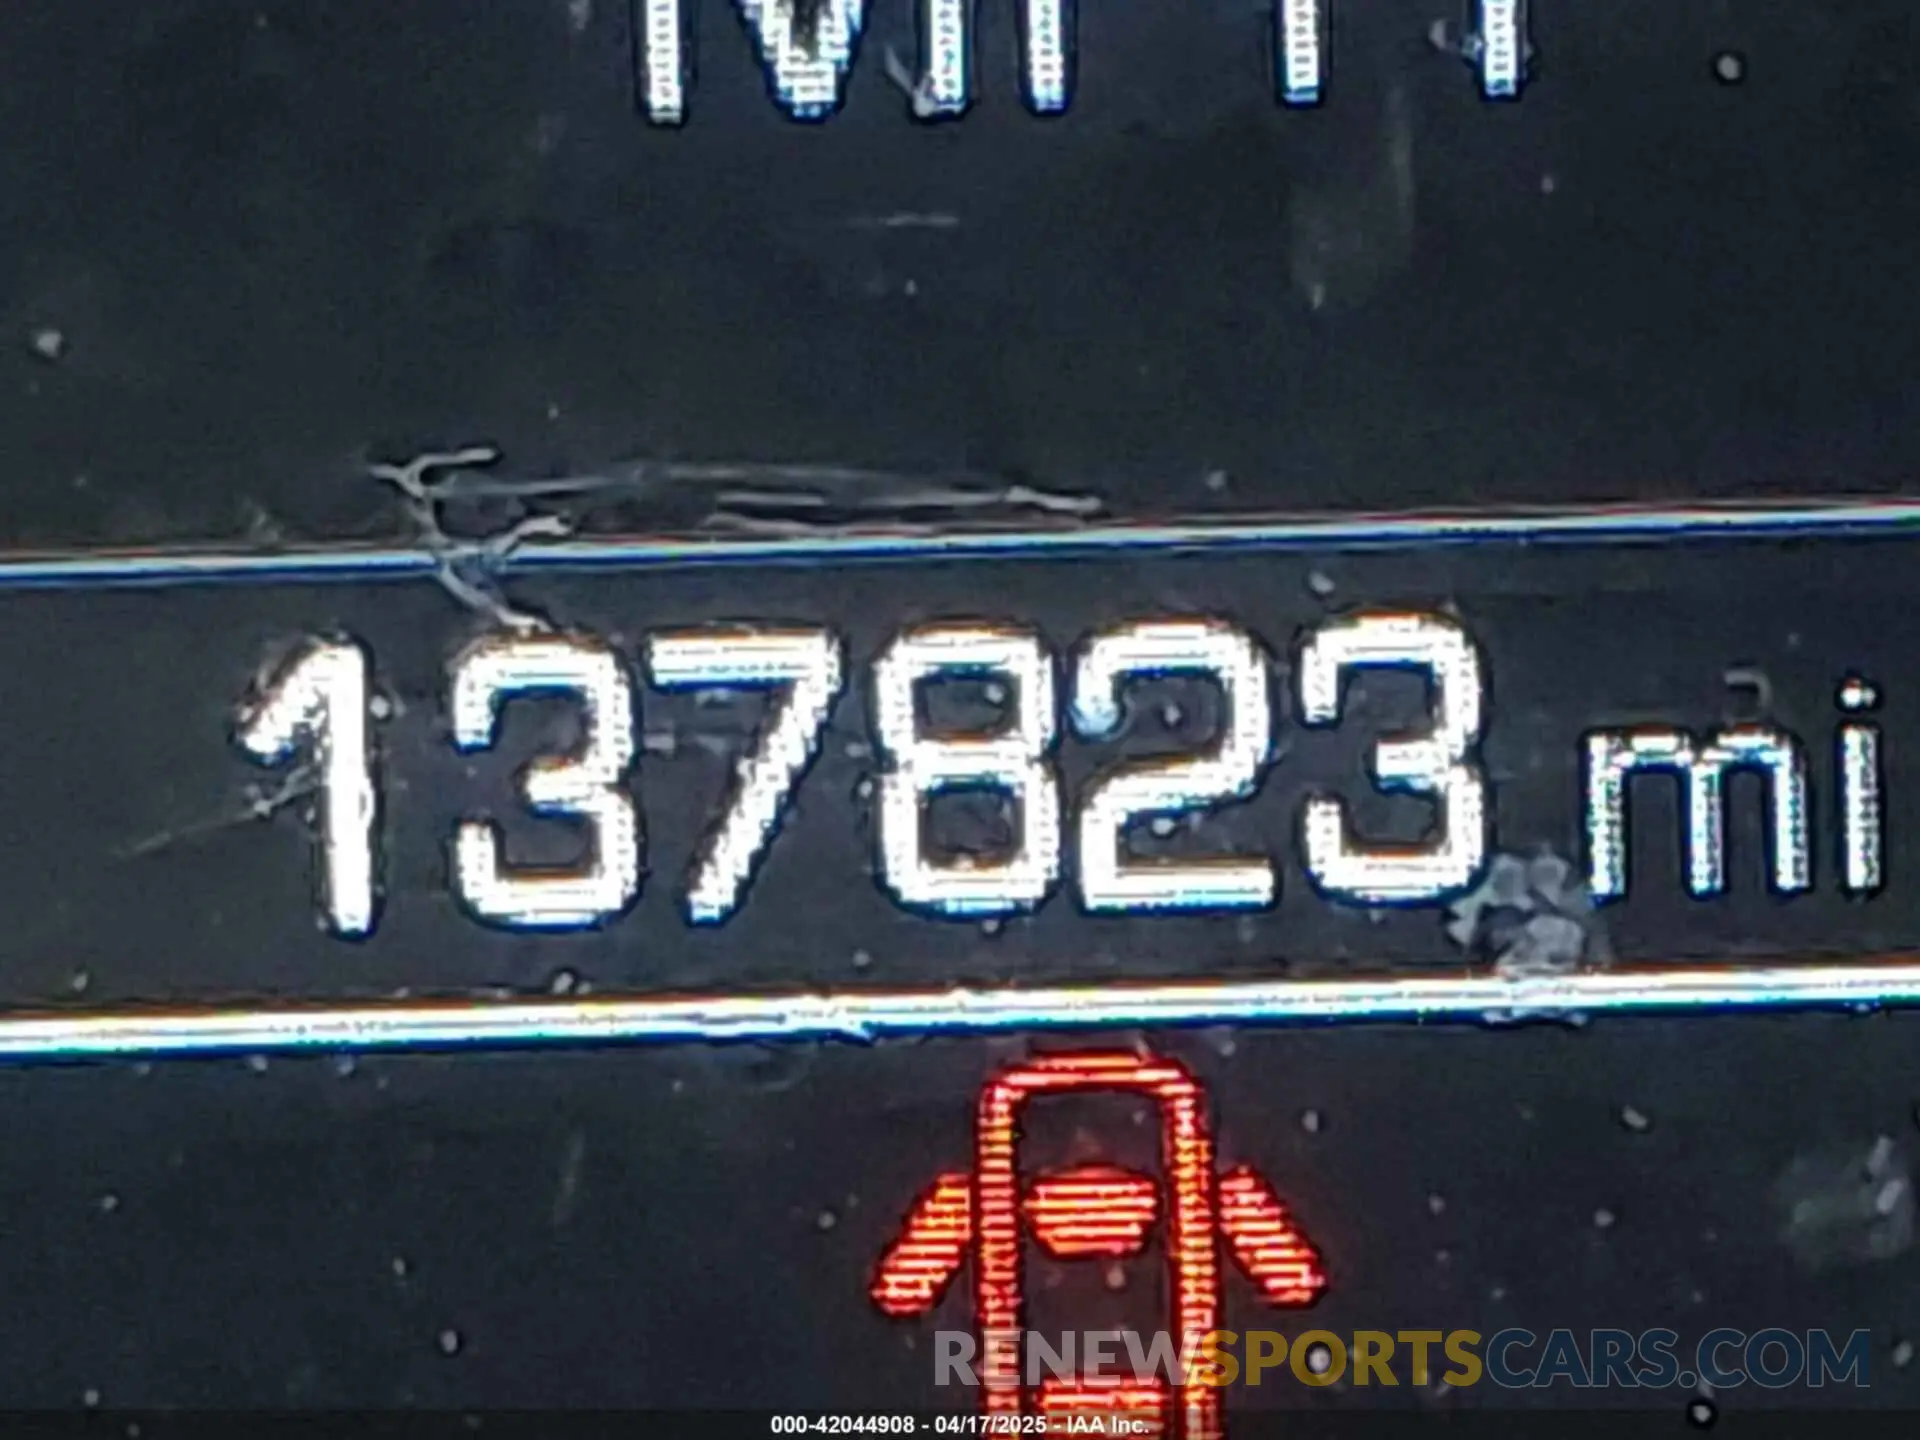 137823 mi
RENEWSPORTSCARS.COM
000-42044908 - 04/17/2025 - IAA Inc.